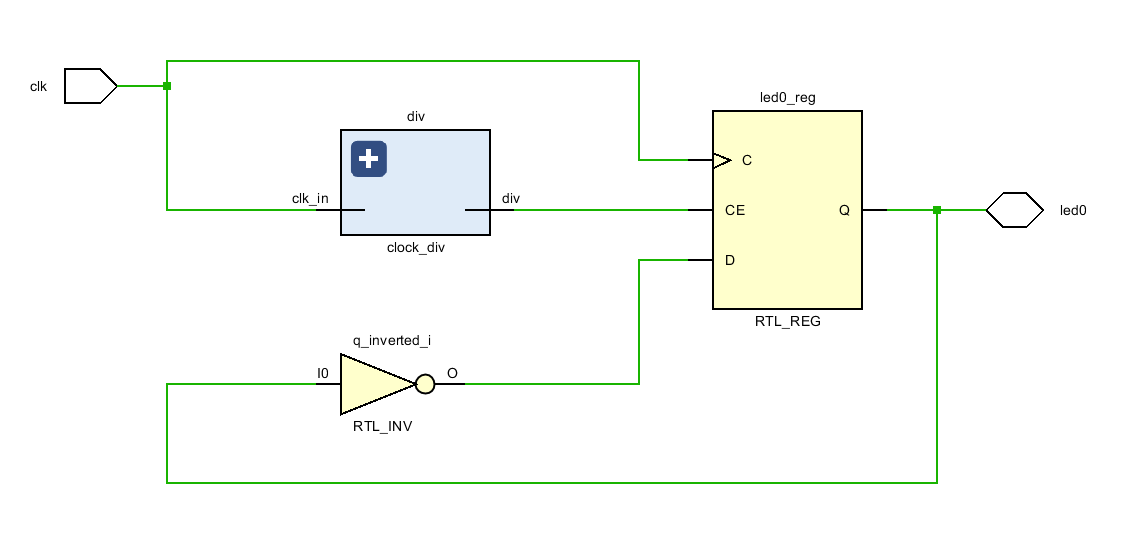 clk
div
clk_in
div
clock_div
led0_reg
C
CE
Q
D
RTL_REG
led0
q_inverted_i
I0
O
RTL_INV